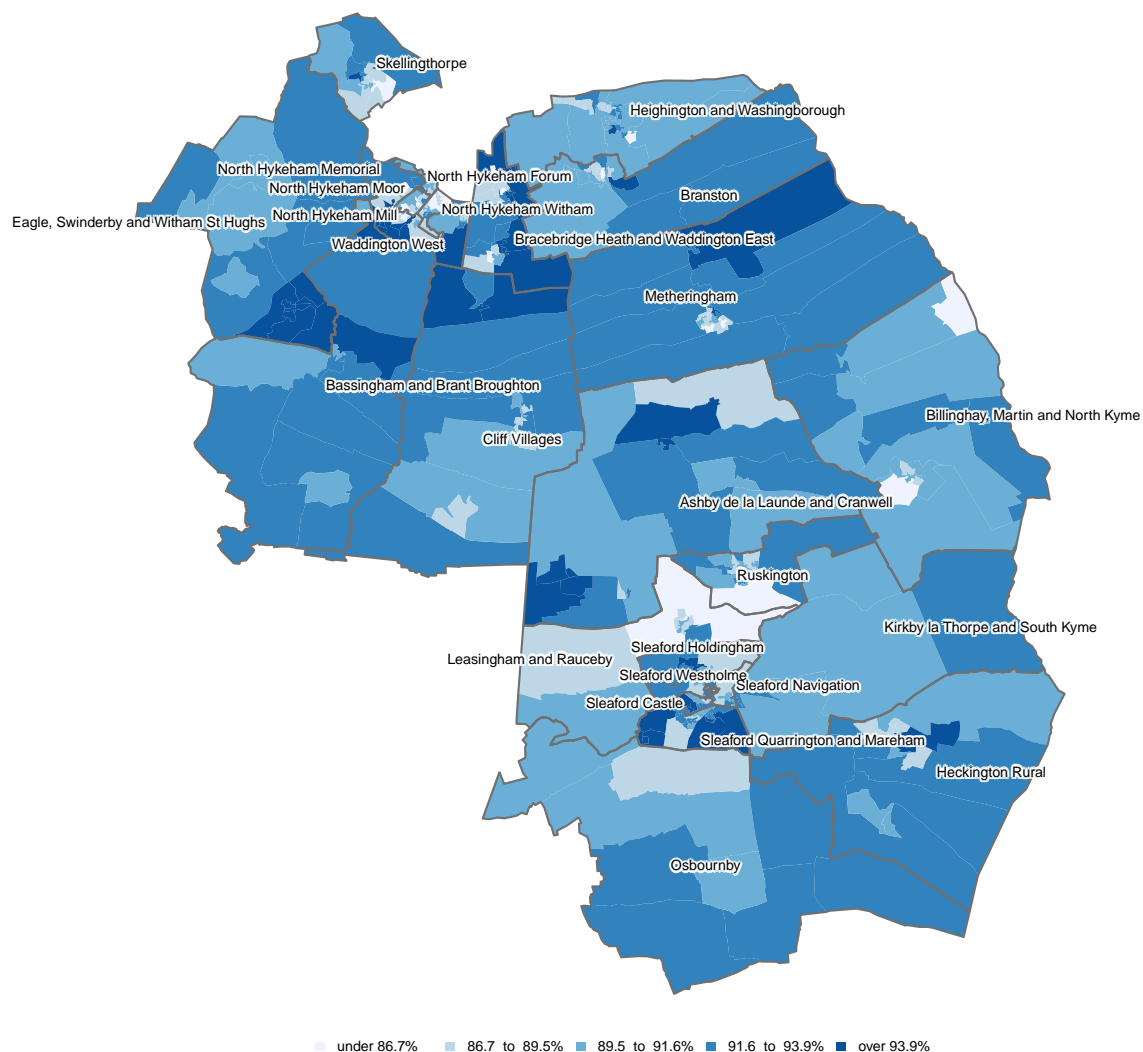 Skellingthorpe
Heighington and Washingborough
North Hykeham Memorial
North Hykeham Forum
North Hykeham Moor
Branston
North Hykeham Mill
North Hykeham Witham
Eagle, Swinderby and Witham St Hughs
Waddington West
Bracebridge Heath and Waddington East
Metheringham
Bassingham and Brant Broughton
Billinghay, Martin and North Kyme
Cliff Villages
Ashby de la Launde and Cranwell
Ruskington
Kirkby la Thorpe and South Kyme
Sleaford Holdingham
Leasingham and Rauceby
Sleaford Westholme
Sleaford Navigation
Sleaford Castle
Sleaford Quarrington and Mareham
Heckington Rural
Osbournby
under 86.7% 86.7 to 89.5% 89.5 to 91.6% 91.6 to 93.9% over 93.9%